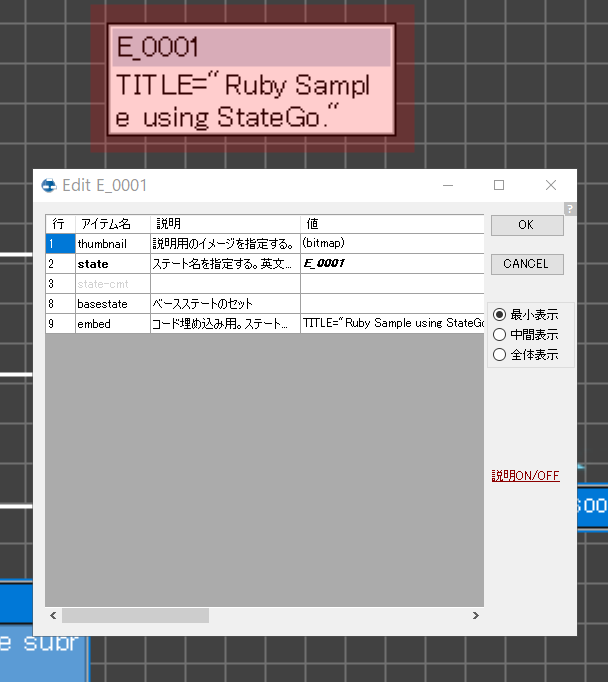 E_0001
TITLE="Ruby Sampl
e using StateGo."
Edit E_0001
?
行 アイテム名 説明 値
1 thumbnail 説明用のイメージを指定する。 (bitmap)
2 state ステート名を指定する。英文... E_0001
3 state-cmt
8 basestate ベースステートのセット
9 embed コード埋め込み用。ステート... TITLE="Ruby Sample using StateGo
OK
CANCEL
最小表示
中間表示
全体表示
説明ON/OFF
S00
e subr